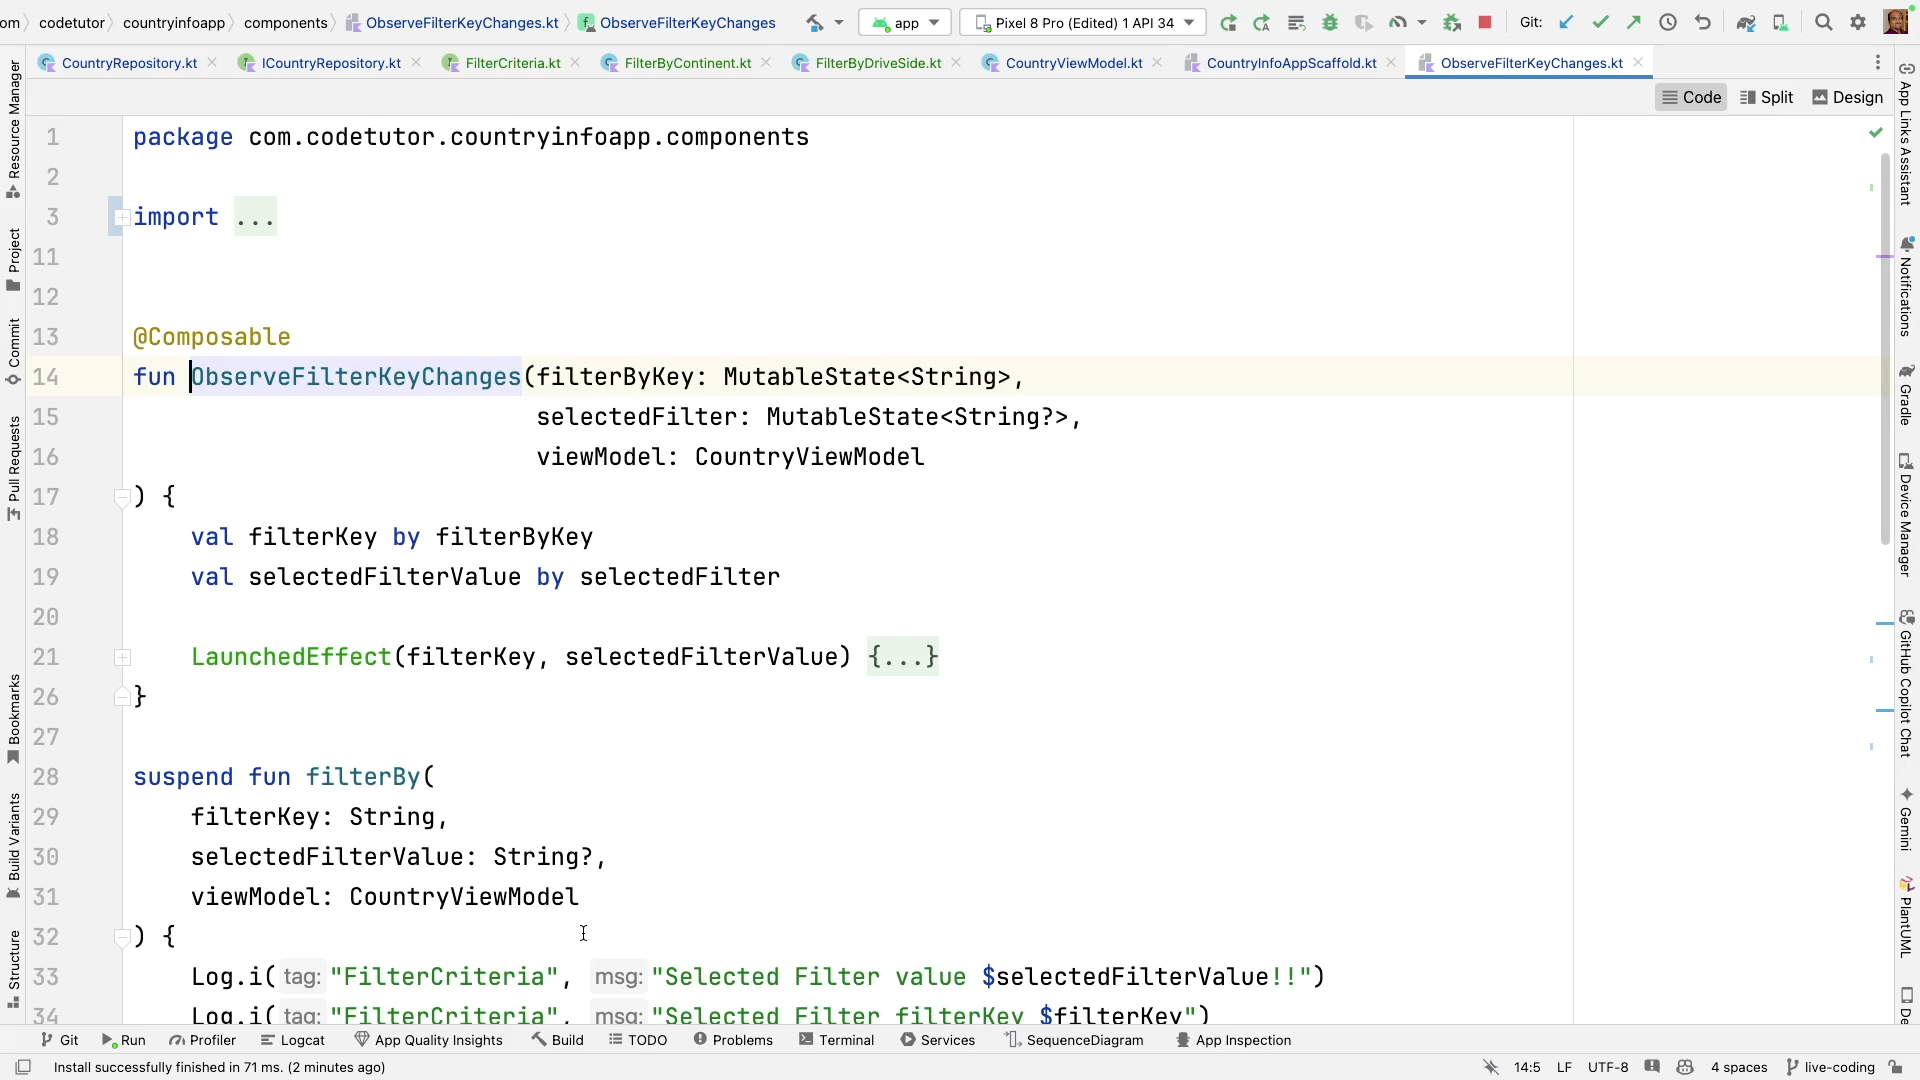 om codetutor countryinfoapp components ObserveFilterKeyChanges.kt ObserveFilterKeyChanges app Pixel 8 Pro (Edited) 1 API 34 Git:
CountryRepository.kt ICountryRepository.kt FilterCriteria.kt FilterByContinent.kt FilterByDriveSide.kt CountryViewModel.kt CountryInfoAppScaffold.kt ObserveFilterKeyChanges.kt
Code Split Design
Resource Manager
Project
Commit
Pull Requests
Bookmarks
Build Variants
Structure
1 package com.codetutor.countryinfoapp.components
2
3 import ...
11
12
13 @Composable
14 fun ObserveFilterKeyChanges(filterByKey: MutableState<String>,
15 selectedFilter: MutableState<String?>,
16 viewModel: CountryViewModel
17 ) {
18 val filterKey by filterByKey
19 val selectedFilterValue by selectedFilter
20
21 LaunchedEffect(filterKey, selectedFilterValue) {...}
26 }
27
28 suspend fun filterBy(
29 filterKey: String,
30 selectedFilterValue: String?,
31 viewModel: CountryViewModel
32 ) {
33 Log.i( tag: "FilterCriteria", msg: "Selected Filter value $selectedFilterValue!!")
34 Log.i( tag: "FilterCriteria", msg: "Selected Filter filterKey $filterKey")
App Links Assistant
Notifications
Gradle
Device Manager
GitHub Copilot Chat
Gemini
PlantUML
De
Git Run Profiler Logcat App Quality Insights Build TODO Problems Terminal Services SequenceDiagram App Inspection
Install successfully finished in 71 ms. (2 minutes ago) 14:5 LF UTF-8 4 spaces live-coding